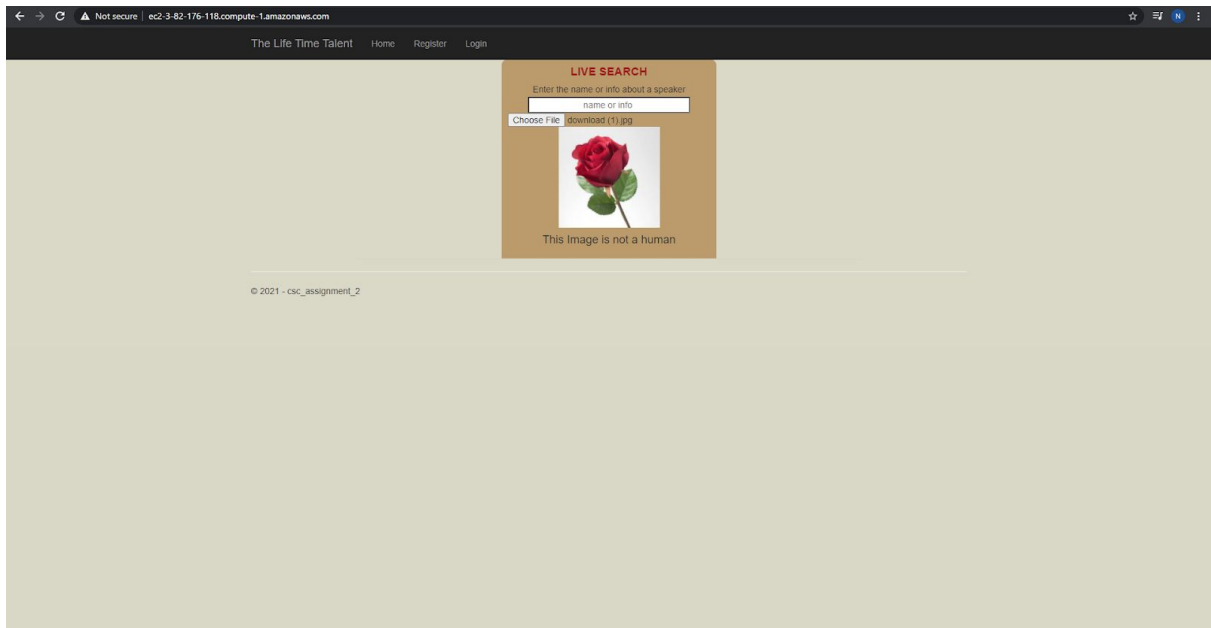 Not secure | ec2-3-82-176-118.compute-1.amazonaws.com
N
The Life Time Talent Home Register Login
LIVE SEARCH
Enter the name or info about a speaker
name or info
Choose File download (1).jpg
This Image is not a human
© 2021 - csc_assignment_2